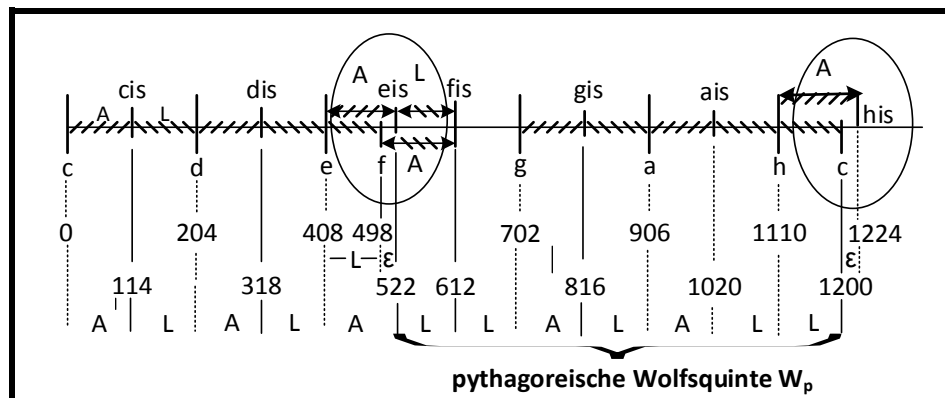 A L A
cis dis eis fis gis ais his
A L A
c d e f g a h c
0 204 408 498 702 906 1110 1224
L ε ε
114 318 522 612 816 1020 1200
A L A L A L L A L A L L
pythagoreische Wolfsquinte Wp